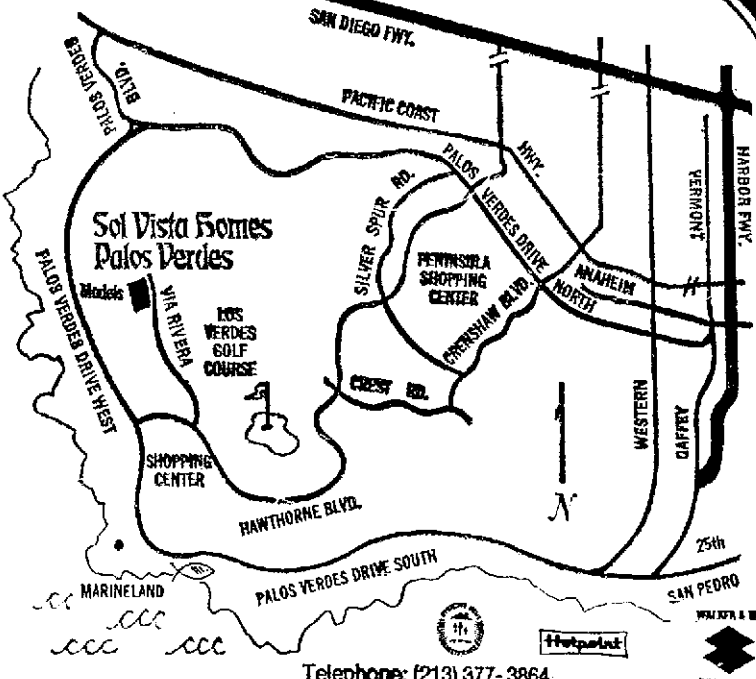 SAN DIEGO FWY.
PALOS VERDES
BLVD.
PACIFIC COAST
HWY.
PALOS
VERDES DRIVE
NORTH
HARBOR FWY.
VERMONT
SILVER SPUR RD.
Sol Vista Homes
Palos Verdes
Models
VIA RIVERA
PENINSULA
SHOPPING
CENTER
ANAHEIM
CRENSHAW BLVD.
LOS
VERDES
GOLF
COURSE
PALOS VERDES DRIVE WEST
CREST RD.
WESTERN
GAFFEY
SHOPPING
CENTER
N
HAWTHORNE BLVD.
25th
PALOS VERDES DRIVE SOUTH
SAN PEDRO
MARINELAND
Hotpoint
Telephone: (213) 377-3864